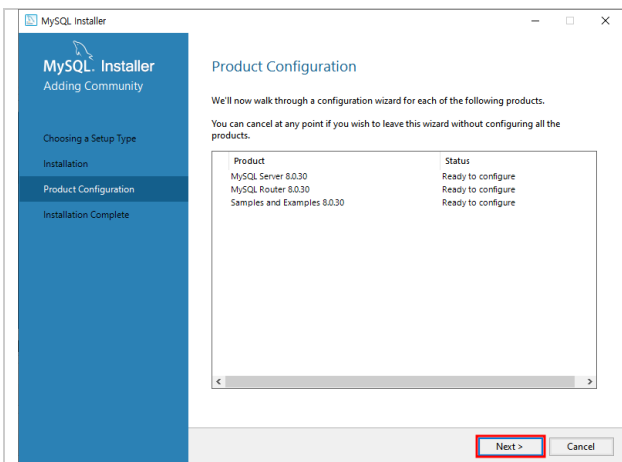 MySQL Installer
MySQL. Installer
Adding Community
Choosing a Setup Type
Installation
Product Configuration
Installation Complete
Product Configuration
We'll now walk through a configuration wizard for each of the following products.
You can cancel at any point if you wish to leave this wizard without configuring all the
products.
Product Status
MySQL Server 8.0.30 Ready to configure
MySQL Router 8.0.30 Ready to configure
Samples and Examples 8.0.30 Ready to configure
Next > Cancel